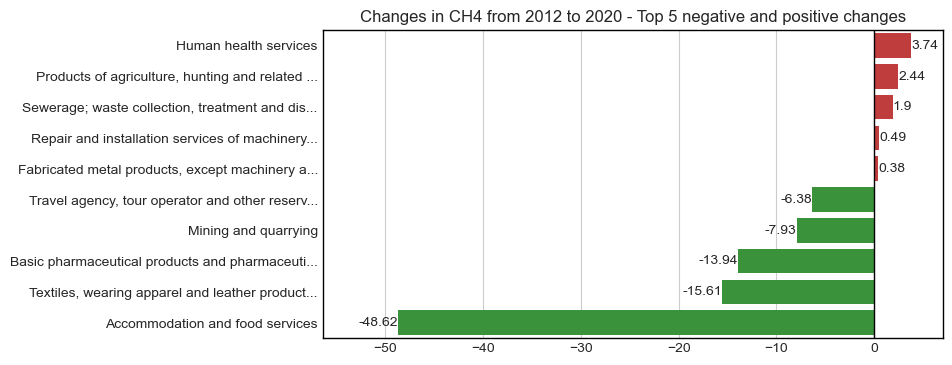 Changes in CH4 from 2012 to 2020 - Top 5 negative and positive changes
Human health services 3.74
Products of agriculture, hunting and related ... 2.44
Sewerage; waste collection, treatment and dis... 1.9
Repair and installation services of machinery... 0.49
Fabricated metal products, except machinery a... 0.38
Travel agency, tour operator and other reserv... -6.38
Mining and quarrying -7.93
Basic pharmaceutical products and pharmaceuti... -13.94
Textiles, wearing apparel and leather product... -15.61
Accommodation and food services -48.62
−50 −40 −30 −20 −10 0